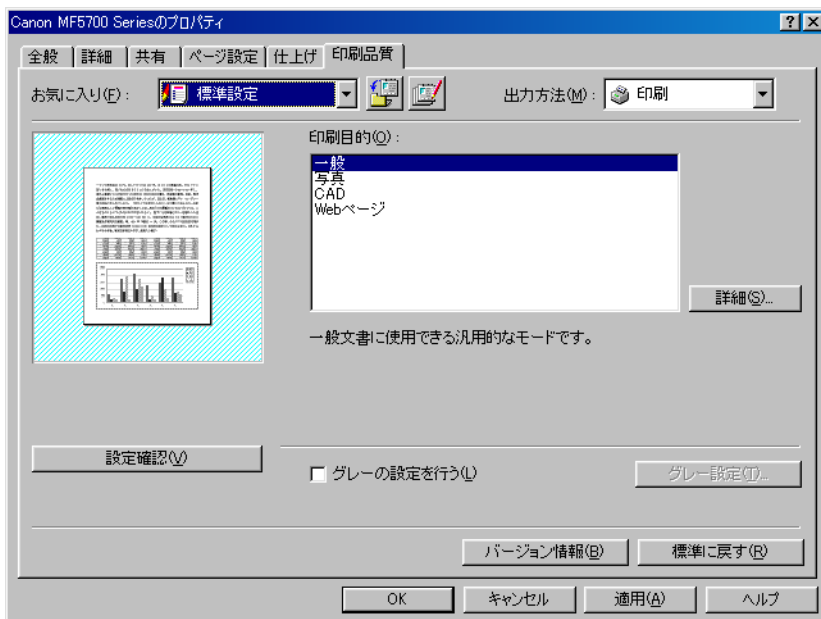 Canon MF5700 Seriesのプロパティ
全般 詳細 共有 ページ設定 仕上げ 印刷品質
お気に入り(F): 標準設定 出力方法(M): 印刷
印刷目的(O):
一般
写真
CAD
Webページ
詳細(S)...
一般文書に使用できる汎用的なモードです。
設定確認(V)
グレーの設定を行う(L) グレー設定(T)...
バージョン情報(B) 標準に戻す(R)
OK キャンセル 適用(A) ヘルプ